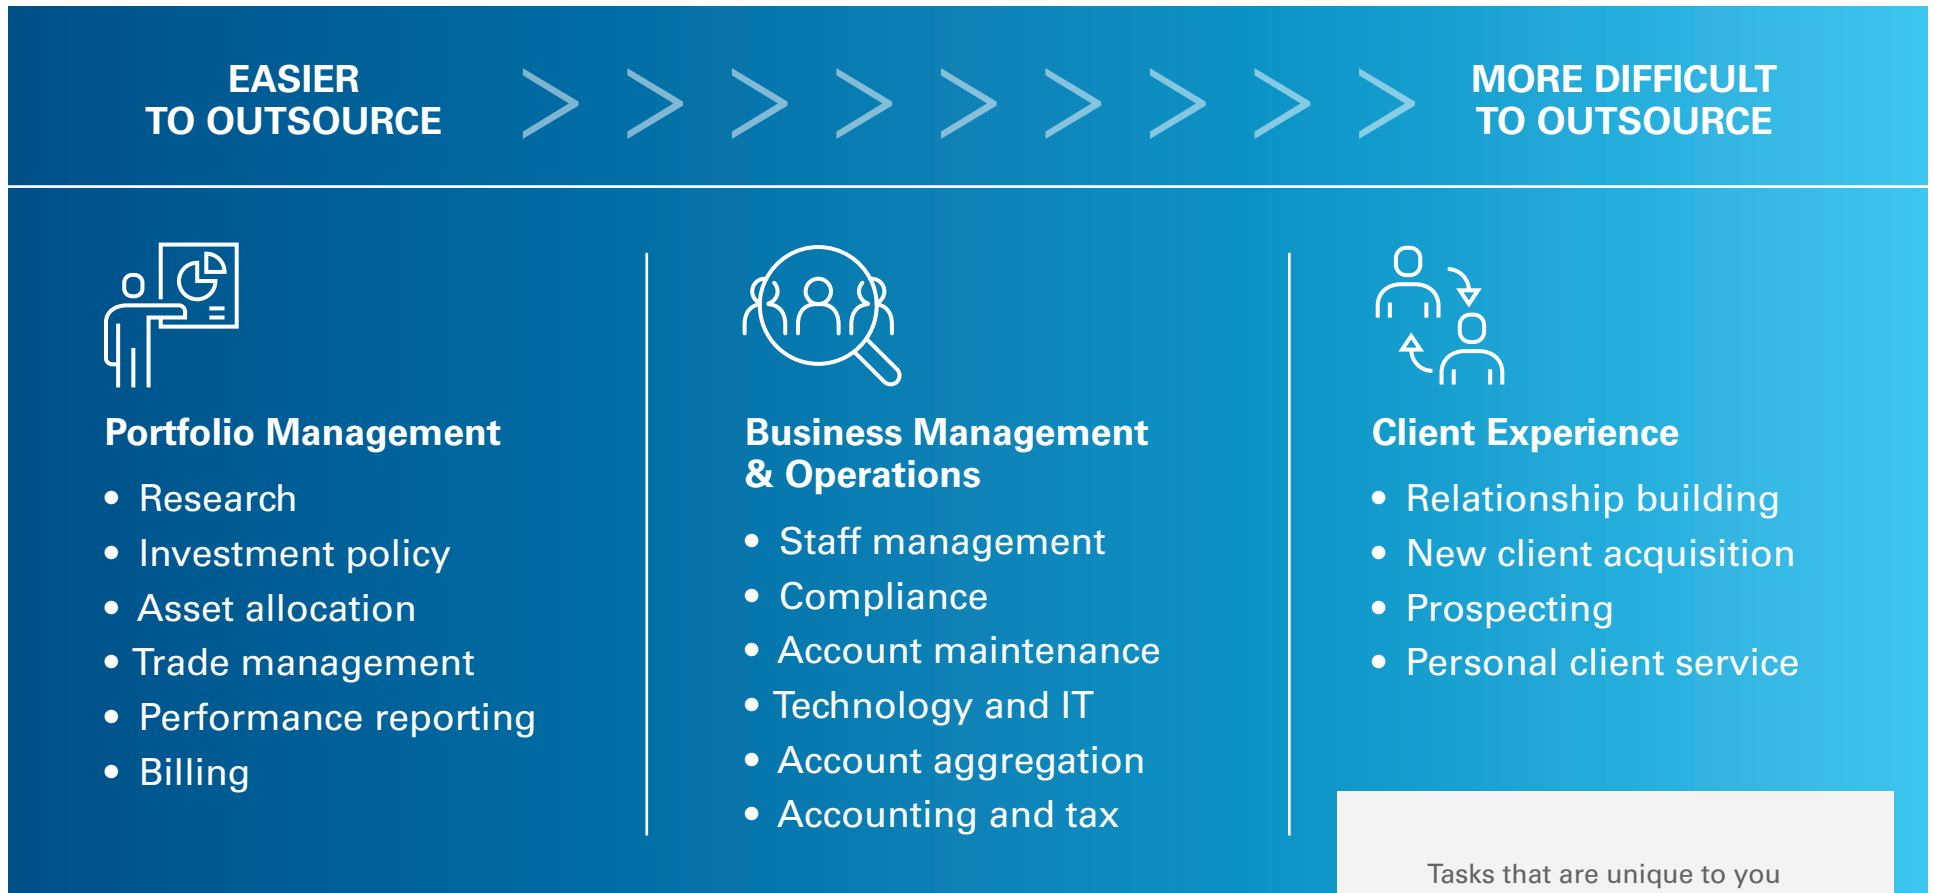 EASIER
TO OUTSOURCE
MORE DIFFICULT
TO OUTSOURCE
Portfolio Management
• Research
• Investment policy
• Asset allocation
• Trade management
• Performance reporting
• Billing
Business Management
& Operations
• Staff management
• Compliance
• Account maintenance
• Technology and IT
• Account aggregation
• Accounting and tax
Client Experience
• Relationship building
• New client acquisition
• Prospecting
• Personal client service
Tasks that are unique to you